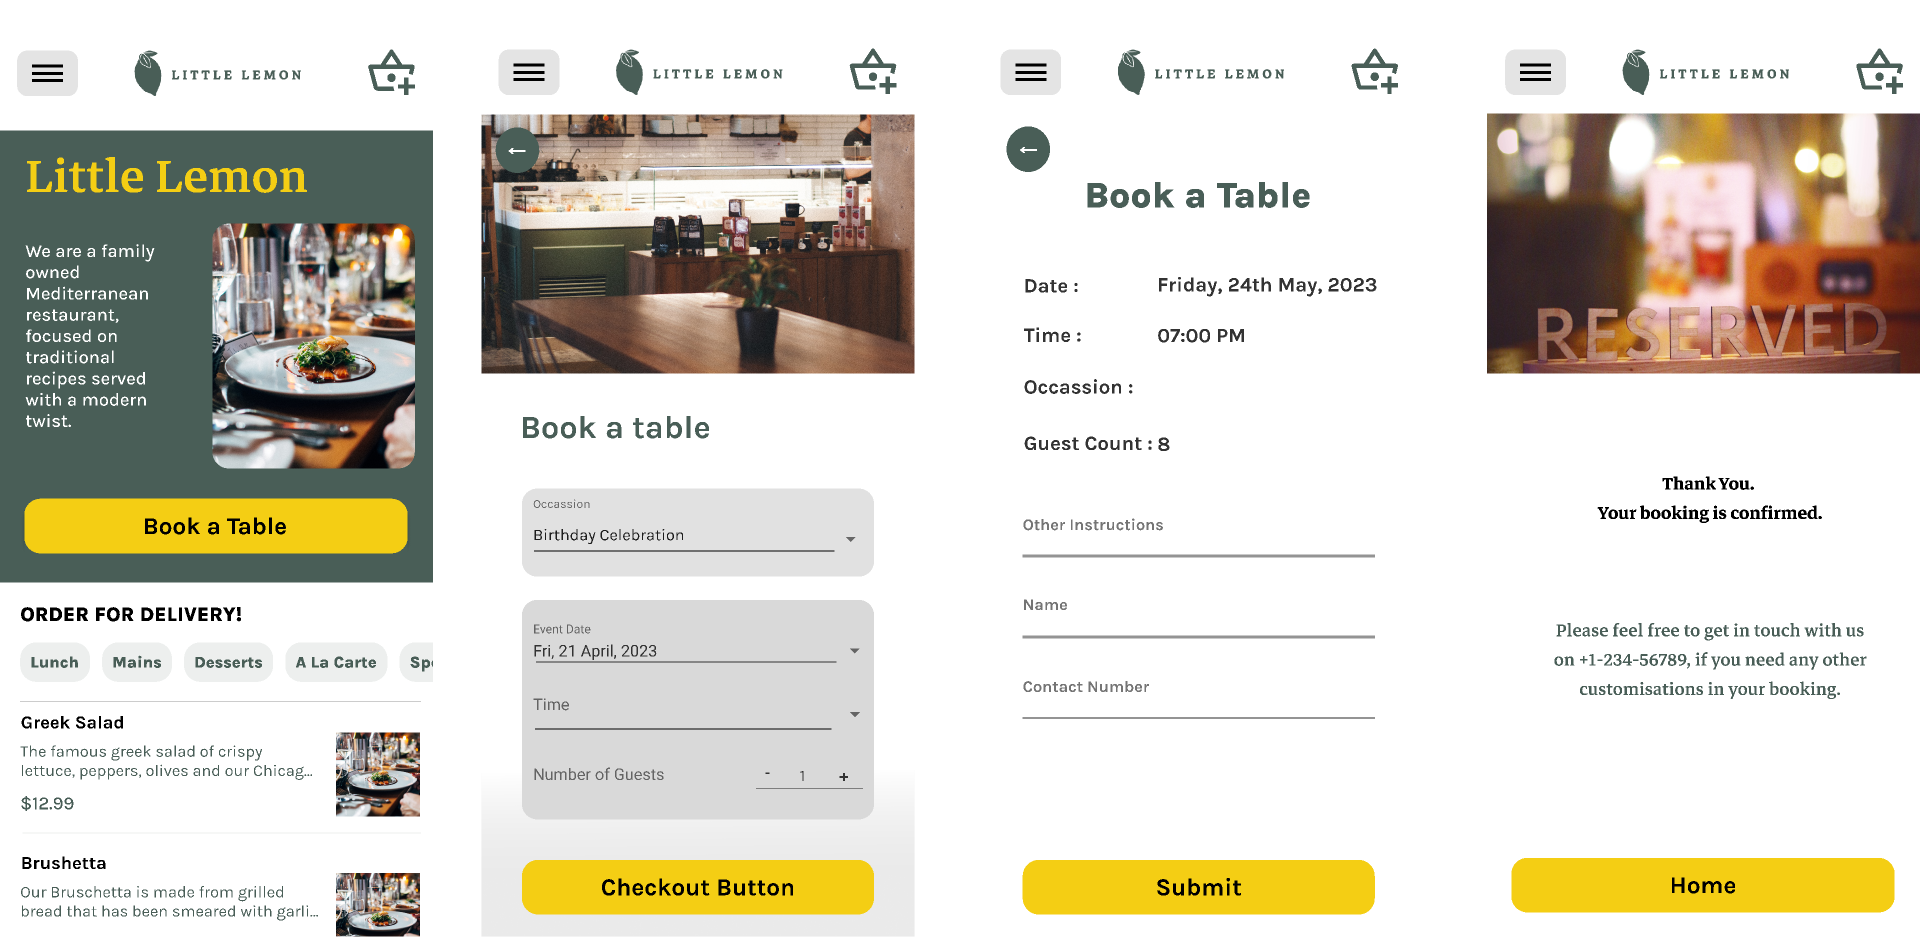 LITTLE LEMON
Little Lemon
We are a family
owned
Mediterranean
restaurant,
focused on
traditional
recipes served
with a modern
twist.
Book a Table
ORDER FOR DELIVERY!
Lunch Mains Desserts A La Carte Spe
Greek Salad
The famous greek salad of crispy
lettuce, peppers, olives and our Chicag...
$12.99
Brushetta
Our Bruschetta is made from grilled
bread that has been smeared with garli...
LITTLE LEMON
Book a table
Occassion
Birthday Celebration
Event Date
Fri, 21 April, 2023
Time
Number of Guests - 1 +
Checkout Button
LITTLE LEMON
Book a Table
Date : Friday, 24th May, 2023
Time : 07:00 PM
Occassion :
Guest Count : 8
Other Instructions
Name
Contact Number
Submit
LITTLE LEMON
RESERVED
Thank You.
Your booking is confirmed.
Please feel free to get in touch with us
on +1-234-56789, if you need any other
customisations in your booking.
Home